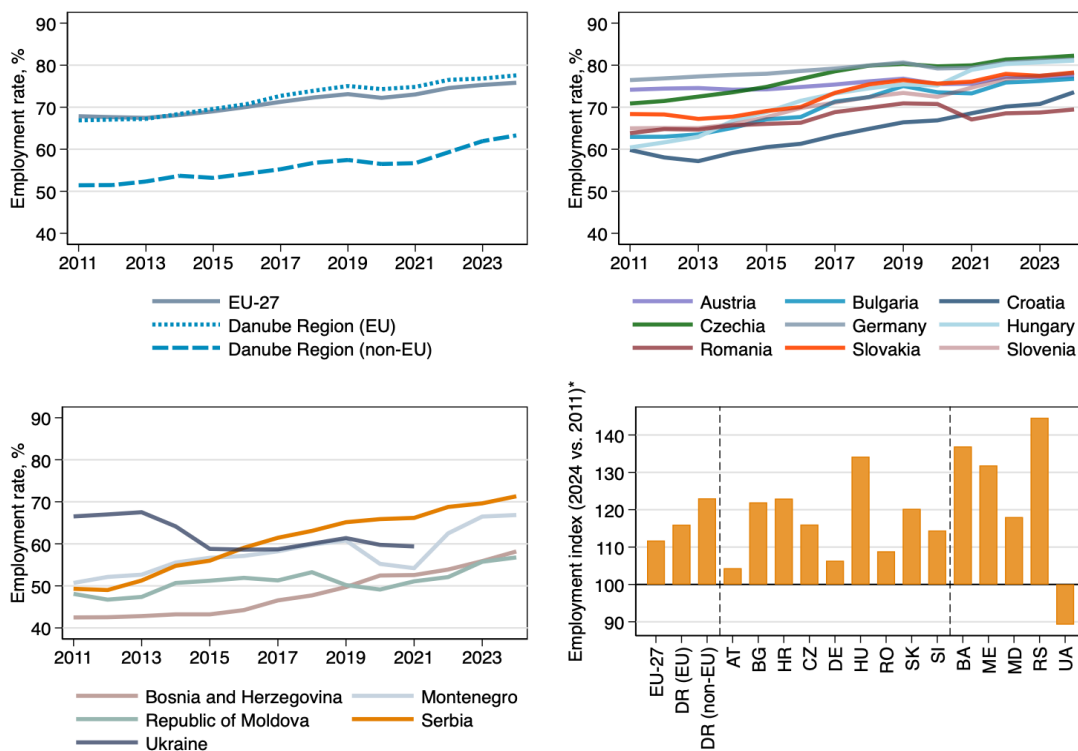 Employment rate, %
90
80
70
60
50
40
2011 2013 2015 2017 2019 2021 2023
EU-27
Danube Region (EU)
Danube Region (non-EU)
Employment rate, %
90
80
70
60
50
40
2011 2013 2015 2017 2019 2021 2023
Austria Bulgaria Croatia
Czechia Germany Hungary
Romania Slovakia Slovenia
Employment rate, %
90
80
70
60
50
40
2011 2013 2015 2017 2019 2021 2023
Bosnia and Herzegovina Montenegro
Republic of Moldova Serbia
Ukraine
Employment index (2024 vs. 2011)*
140
130
120
110
100
90
EU-27 DR (EU) DR (non-EU) AT BG HR CZ DE HU RO SK SI BA ME MD RS UA